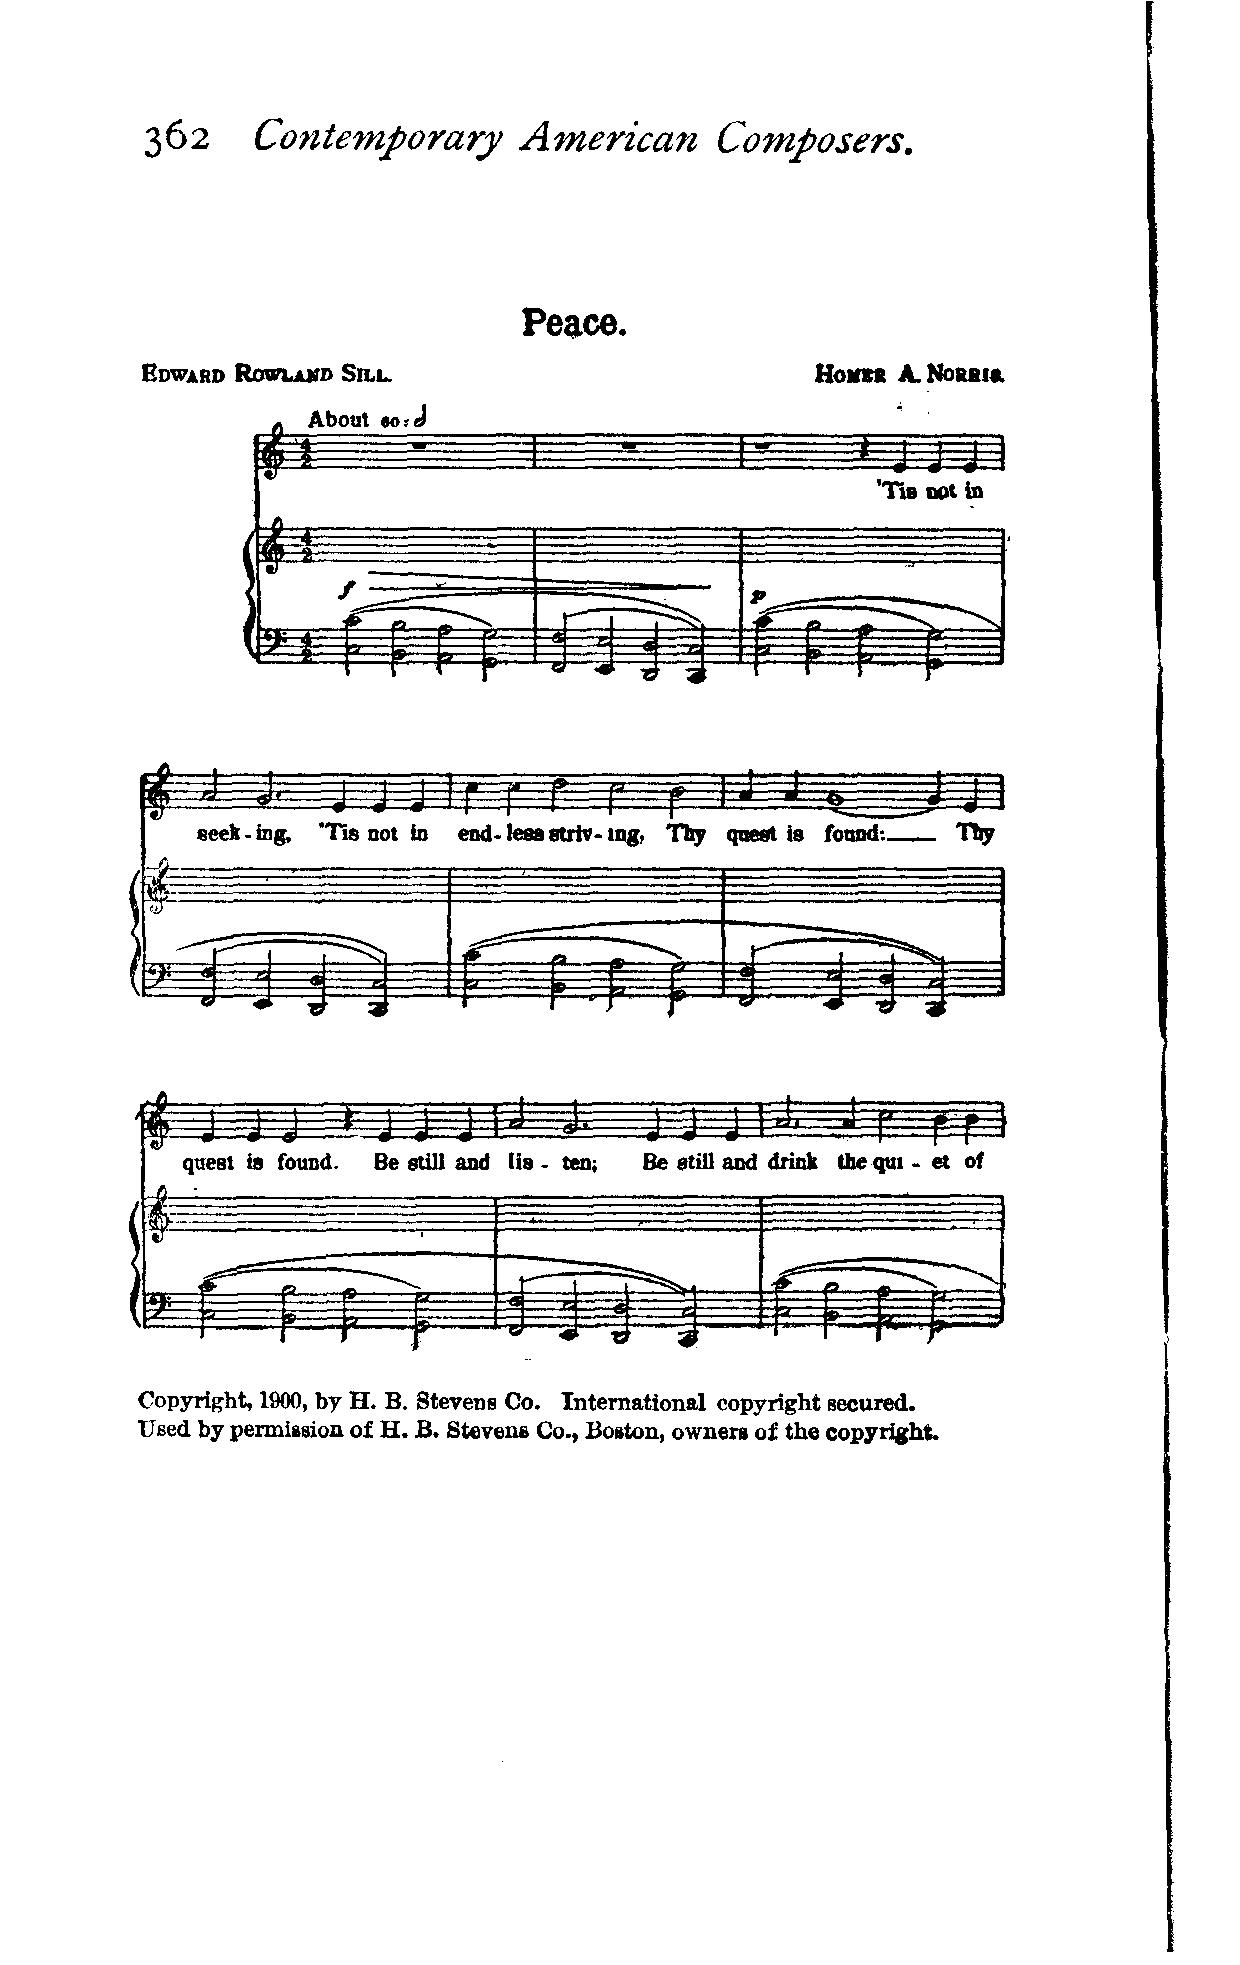 362 Contemporary American Composers.
Peace.
EDWARD ROWLAND SILL. HOMER A. NORRIS.
About 60 = 𝅗𝅥
'Tis not in
f p
seek - ing, 'Tis not in end - less striv - ing, Thy quest is found: Thy
quest is found. Be still and lis - ten; Be still and drink the qui - et of
Copyright, 1900, by H. B. Stevens Co. International copyright secured.
Used by permission of H. B. Stevens Co., Boston, owners of the copyright.